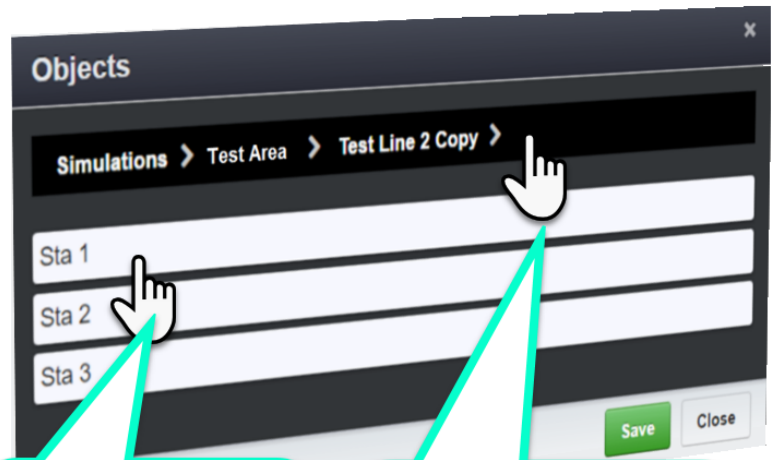 Objects
x
Simulations > Test Area > Test Line 2 Copy >
Sta 1
Sta 2
Sta 3
Save Close